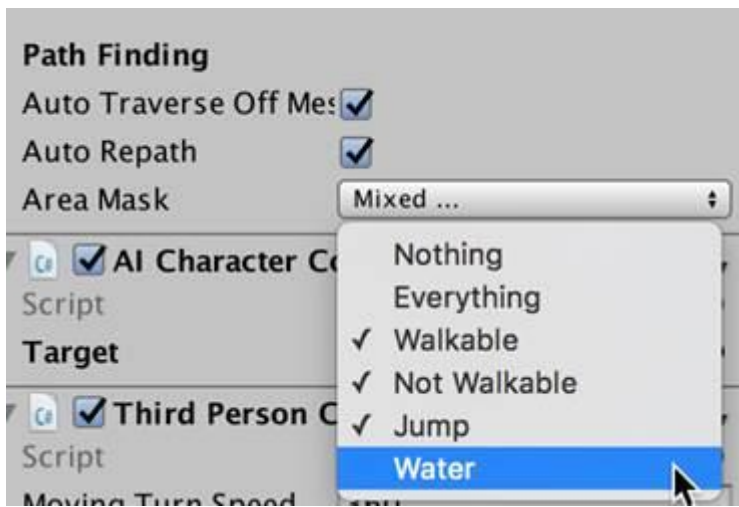 Path Finding
Auto Traverse Off Mes
Auto Repath
Area Mask Mixed ...
Nothing
Everything
✓ Walkable
✓ Not Walkable
✓ Jump
Water
C# AI Character Co
Script
Target
C# Third Person C
Script
Moving Turn Speed 360